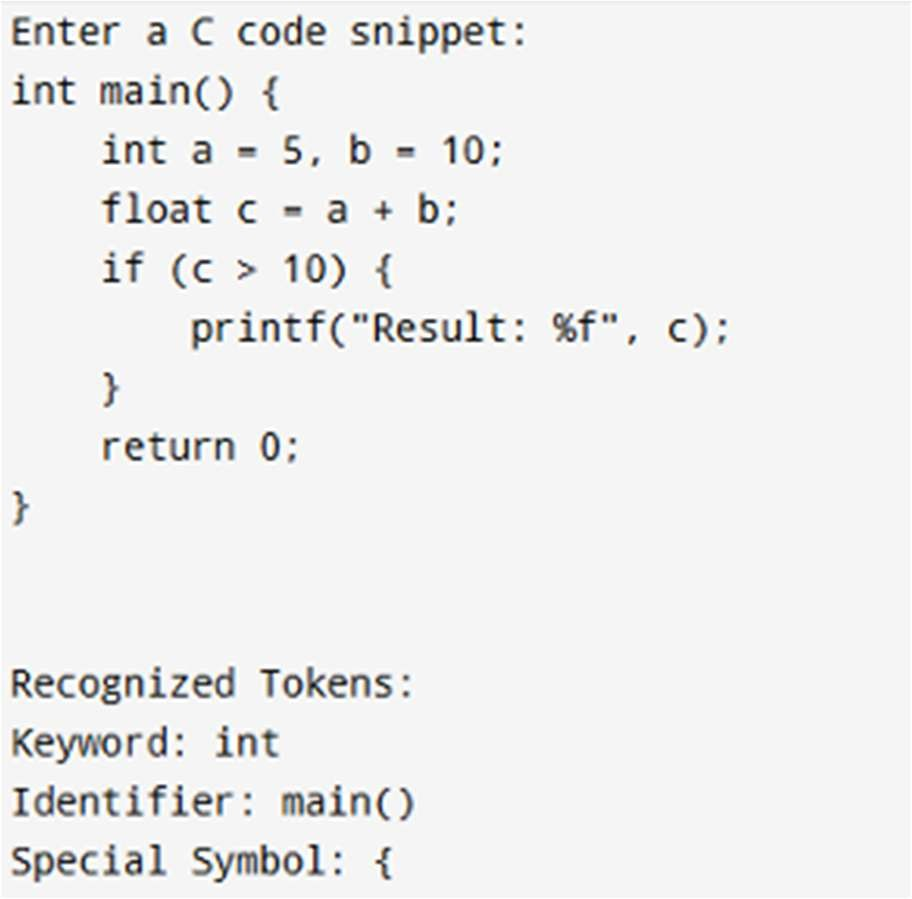 Enter a C code snippet:
int main() {
    int a = 5, b = 10;
    float c = a + b;
    if (c > 10) {
        printf("Result: %f", c);
    }
    return 0;
}
Recognized Tokens:
Keyword: int
Identifier: main()
Special Symbol: {